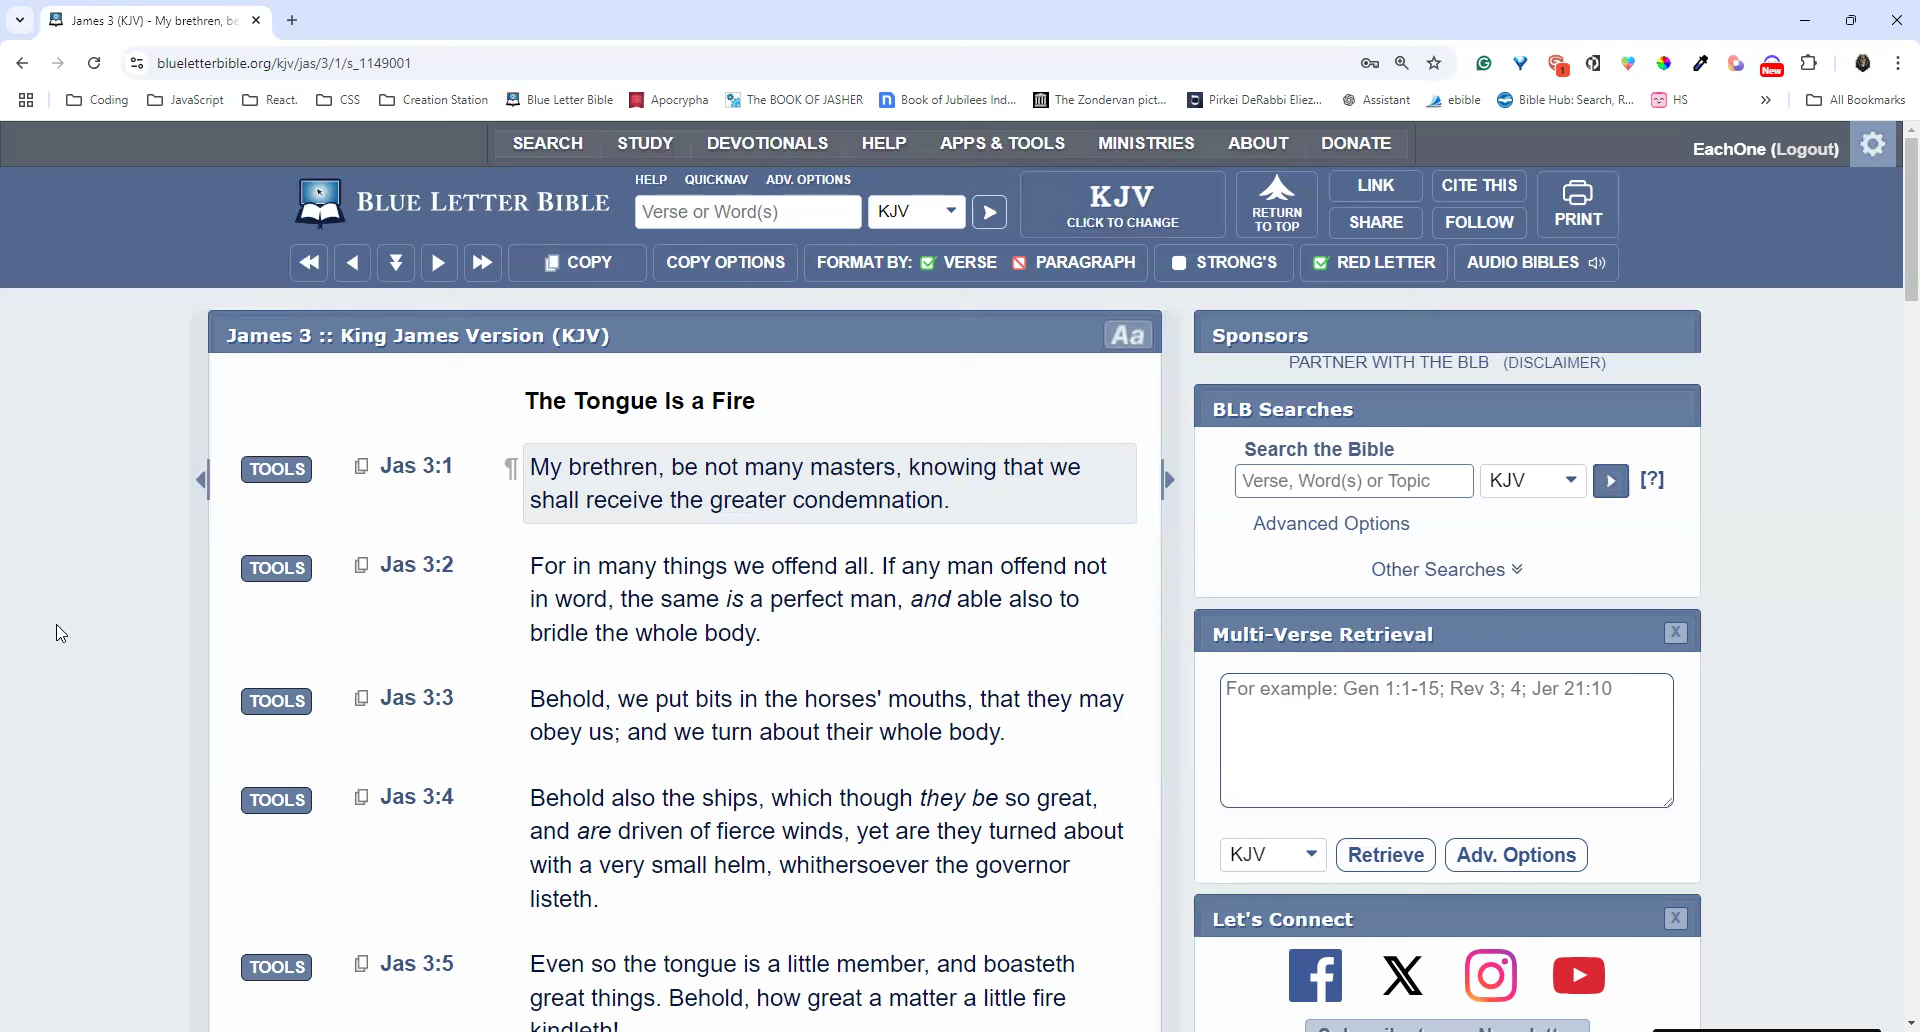 James 3 (KJV) - My brethren, be
blueletterbible.org/kjv/jas/3/1/s_1149001
1
New
Coding
JavaScript
React.
CSS
Creation Station
Blue Letter Bible
Apocrypha
The BOOK OF JASHER
Book of Jubilees Ind...
The Zondervan pict...
Pirkei DeRabbi Eliez...
Assistant
ebible
Bible Hub: Search, R...
HS
All Bookmarks
SEARCH
STUDY
DEVOTIONALS
HELP
APPS & TOOLS
MINISTRIES
ABOUT
DONATE
EachOne (Logout)
BLUE LETTER BIBLE
HELP QUICKNAV ADV. OPTIONS
Verse or Word(s)
KJV
KJV
CLICK TO CHANGE
RETURN
TO TOP
LINK
CITE THIS
SHARE
FOLLOW
PRINT
COPY
COPY OPTIONS
FORMAT BY: VERSE PARAGRAPH
STRONG'S
RED LETTER
AUDIO BIBLES
James 3 :: King James Version (KJV)
Aa
The Tongue Is a Fire
TOOLS
Jas 3:1
¶ My brethren, be not many masters, knowing that we
shall receive the greater condemnation.
TOOLS
Jas 3:2
For in many things we offend all. If any man offend not
in word, the same is a perfect man, and able also to
bridle the whole body.
TOOLS
Jas 3:3
Behold, we put bits in the horses' mouths, that they may
obey us; and we turn about their whole body.
TOOLS
Jas 3:4
Behold also the ships, which though they be so great,
and are driven of fierce winds, yet are they turned about
with a very small helm, whithersoever the governor
listeth.
TOOLS
Jas 3:5
Even so the tongue is a little member, and boasteth
great things. Behold, how great a matter a little fire
kindleth!
Sponsors
PARTNER WITH THE BLB (DISCLAIMER)
BLB Searches
Search the Bible
Verse, Word(s) or Topic
KJV
[?]
Advanced Options
Other Searches
Multi-Verse Retrieval
X
For example: Gen 1:1-15; Rev 3; 4; Jer 21:10
KJV
Retrieve
Adv. Options
Let's Connect
X